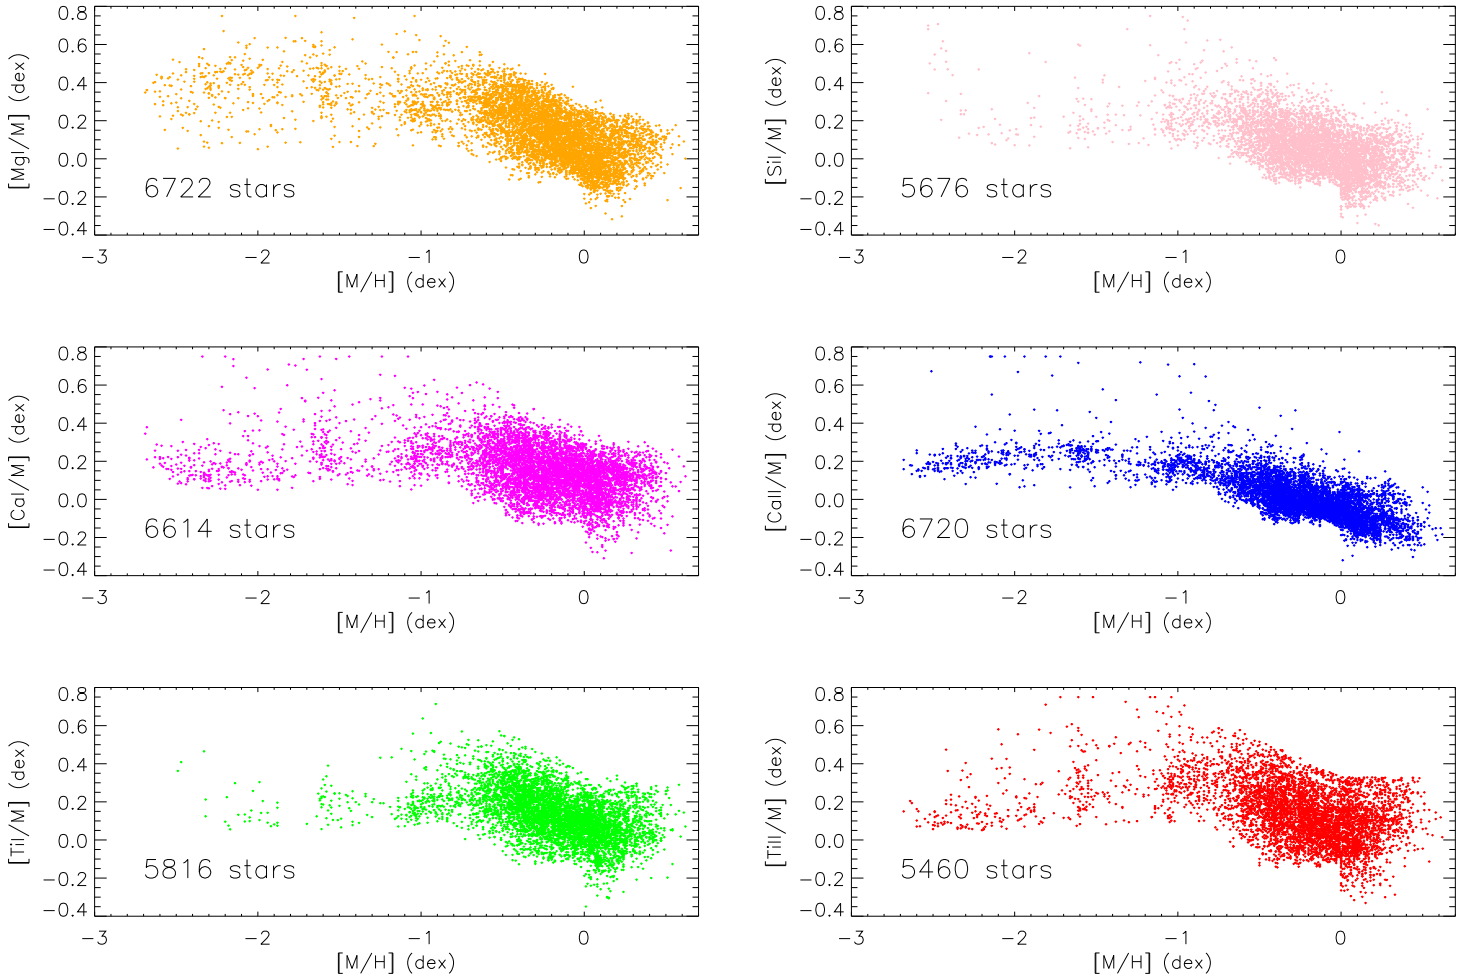 0.8
0.6
0.4
0.2
0.0
−0.2
−0.4
[MgI/M] (dex)
6722 stars
−3 −2 −1 0
[M/H] (dex)
0.8
0.6
0.4
0.2
0.0
−0.2
−0.4
[SiI/M] (dex)
5676 stars
−3 −2 −1 0
[M/H] (dex)
0.8
0.6
0.4
0.2
0.0
−0.2
−0.4
[CaI/M] (dex)
6614 stars
−3 −2 −1 0
[M/H] (dex)
0.8
0.6
0.4
0.2
0.0
−0.2
−0.4
[CaII/M] (dex)
6720 stars
−3 −2 −1 0
[M/H] (dex)
0.8
0.6
0.4
0.2
0.0
−0.2
−0.4
[TiI/M] (dex)
5816 stars
−3 −2 −1 0
[M/H] (dex)
0.8
0.6
0.4
0.2
0.0
−0.2
−0.4
[TiII/M] (dex)
5460 stars
−3 −2 −1 0
[M/H] (dex)